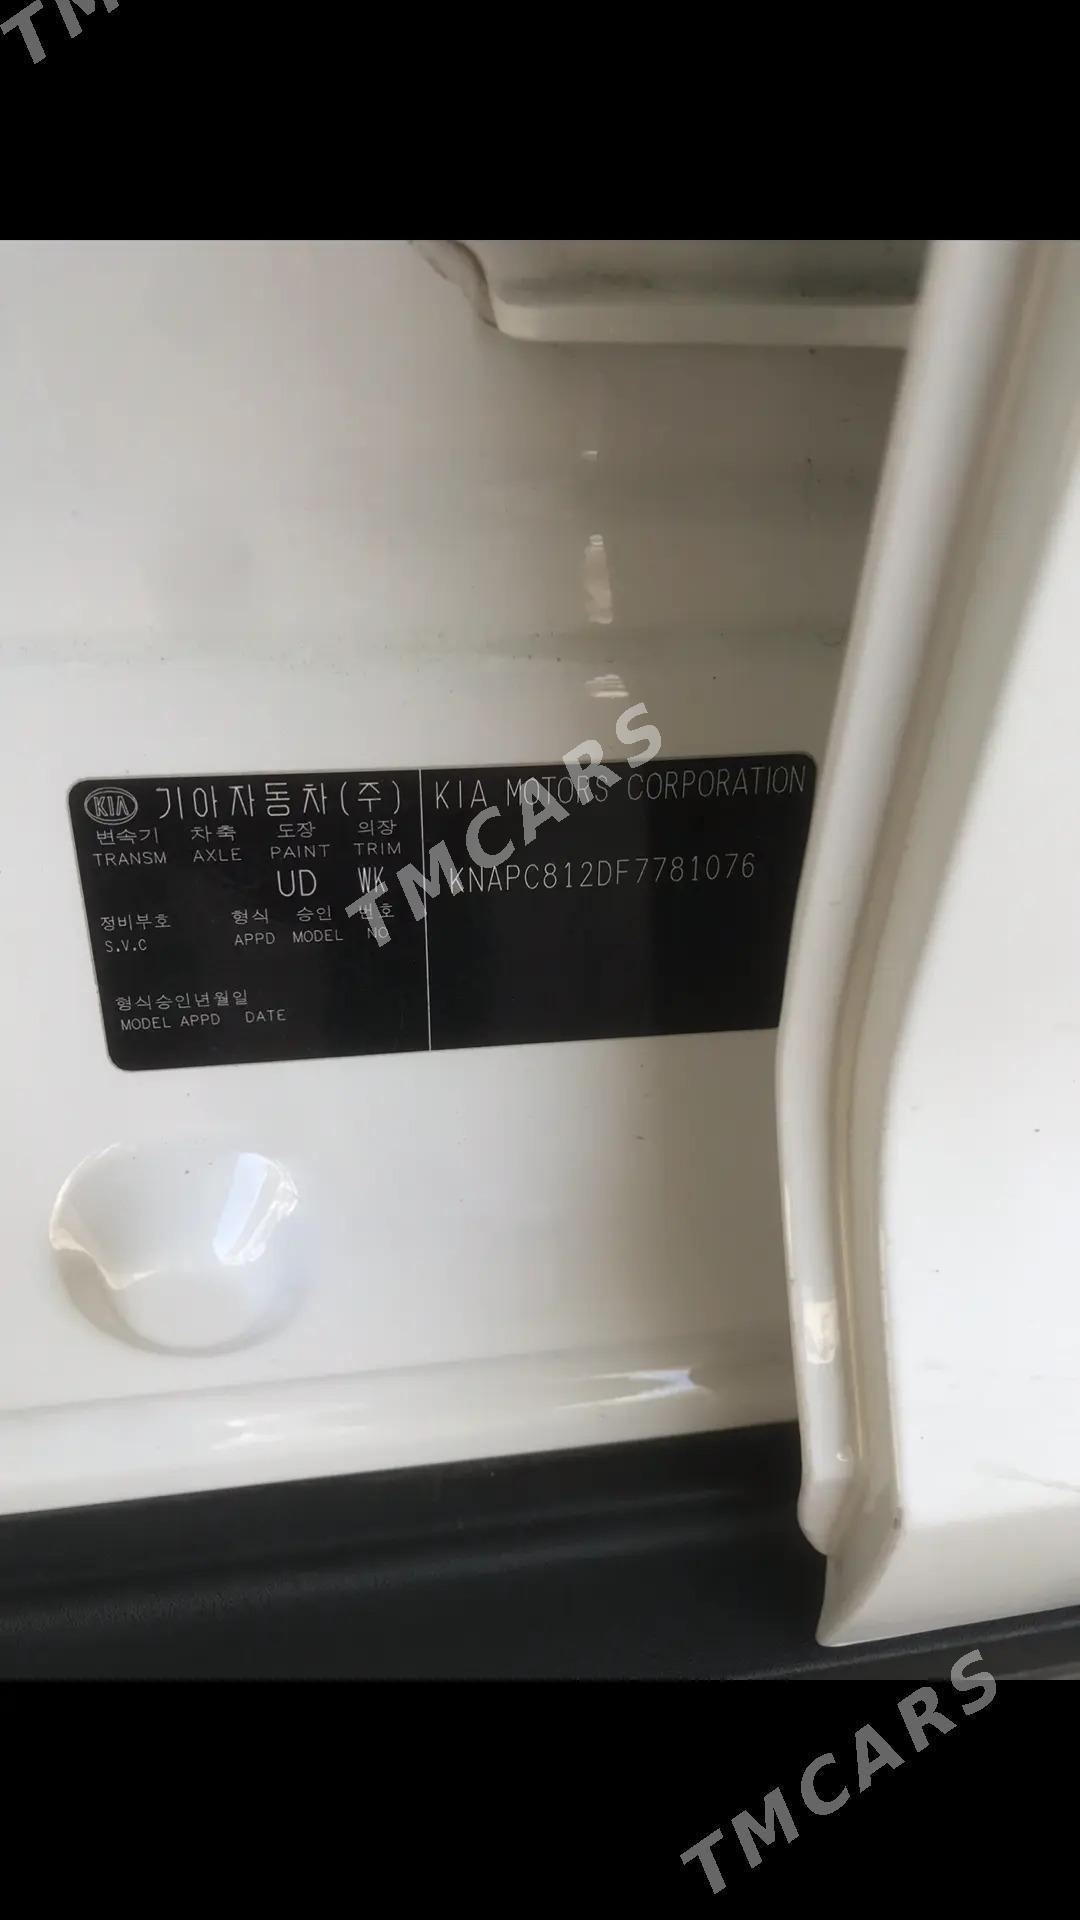 KIA 기아자동차(주) KIA MOTORS CORPORATION
변속기 차축 도장 의장
TRANSM AXLE PAINT TRIM
UD WK KNAPC812DF7781076
정비부호 형식 승인 번호
S.V.C APPD MODEL NO
형식승인년월일
MODEL APPD DATE
TMCARS
TMCARS